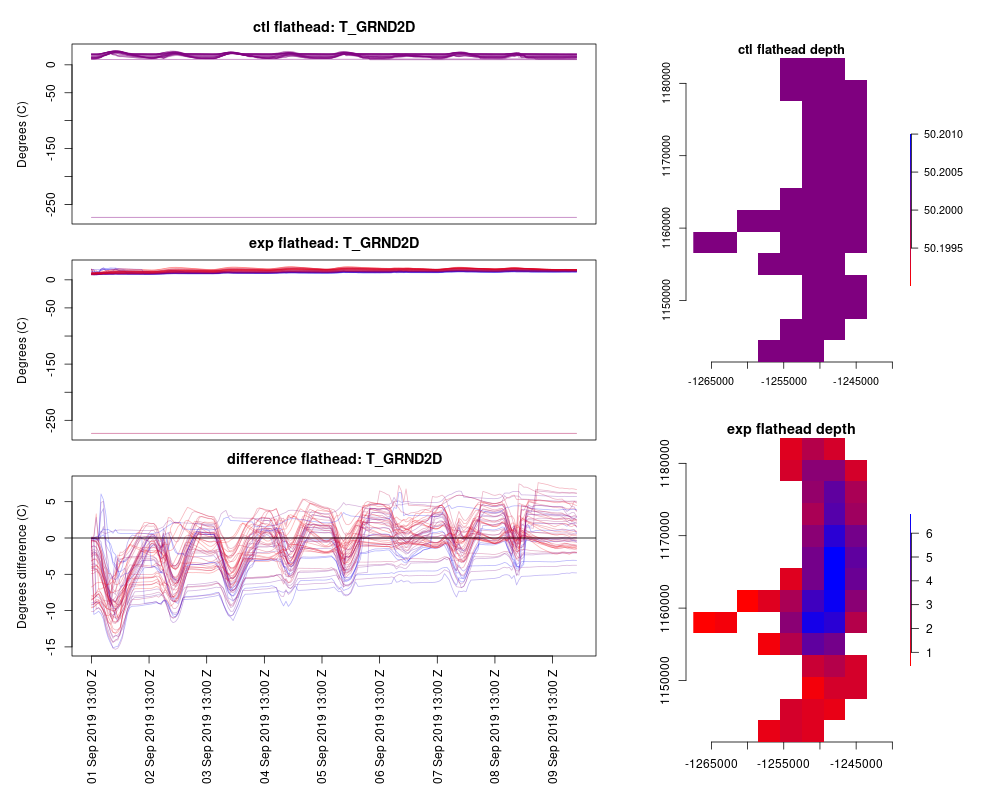 ctl flathead: T_GRND2D
Degrees (C)
0
-50
-150
-250
exp flathead: T_GRND2D
Degrees (C)
0
-50
-150
-250
difference flathead: T_GRND2D
Degrees difference (C)
5
0
-5
-10
-15
01 Sep 2019 13:00 Z
02 Sep 2019 13:00 Z
03 Sep 2019 13:00 Z
04 Sep 2019 13:00 Z
05 Sep 2019 13:00 Z
06 Sep 2019 13:00 Z
07 Sep 2019 13:00 Z
08 Sep 2019 13:00 Z
09 Sep 2019 13:00 Z
ctl flathead depth
1180000
1170000
1160000
1150000
-1265000
-1255000
-1245000
50.2010
50.2005
50.2000
50.1995
exp flathead depth
1180000
1170000
1160000
1150000
-1265000
-1255000
-1245000
6
5
4
3
2
1